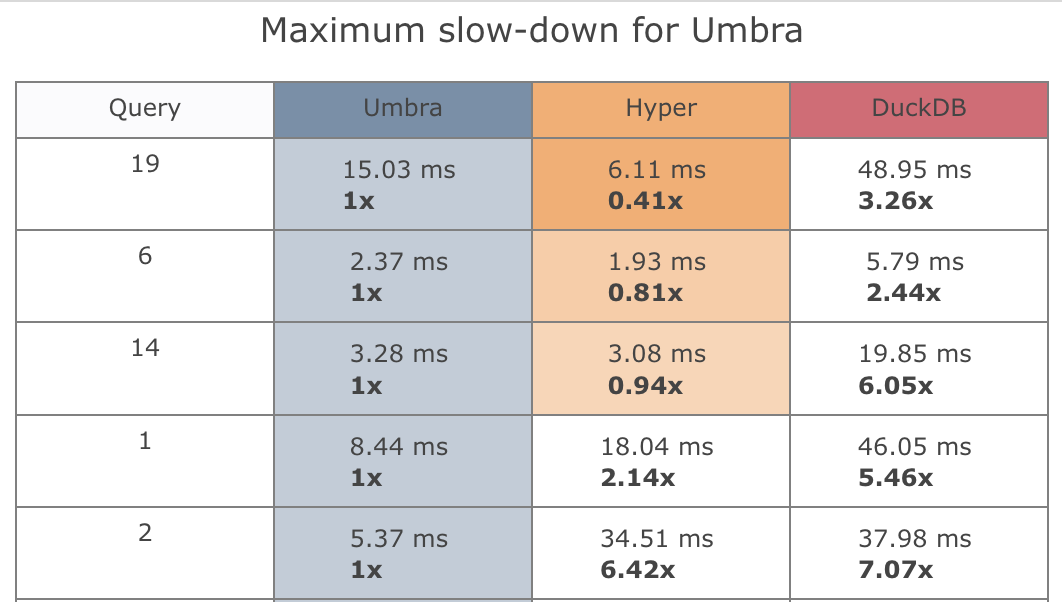 Maximum slow-down for Umbra
Query Umbra Hyper DuckDB
19 15.03 ms 6.11 ms 48.95 ms
1x 0.41x 3.26x
6 2.37 ms 1.93 ms 5.79 ms
1x 0.81x 2.44x
14 3.28 ms 3.08 ms 19.85 ms
1x 0.94x 6.05x
1 8.44 ms 18.04 ms 46.05 ms
1x 2.14x 5.46x
2 5.37 ms 34.51 ms 37.98 ms
1x 6.42x 7.07x